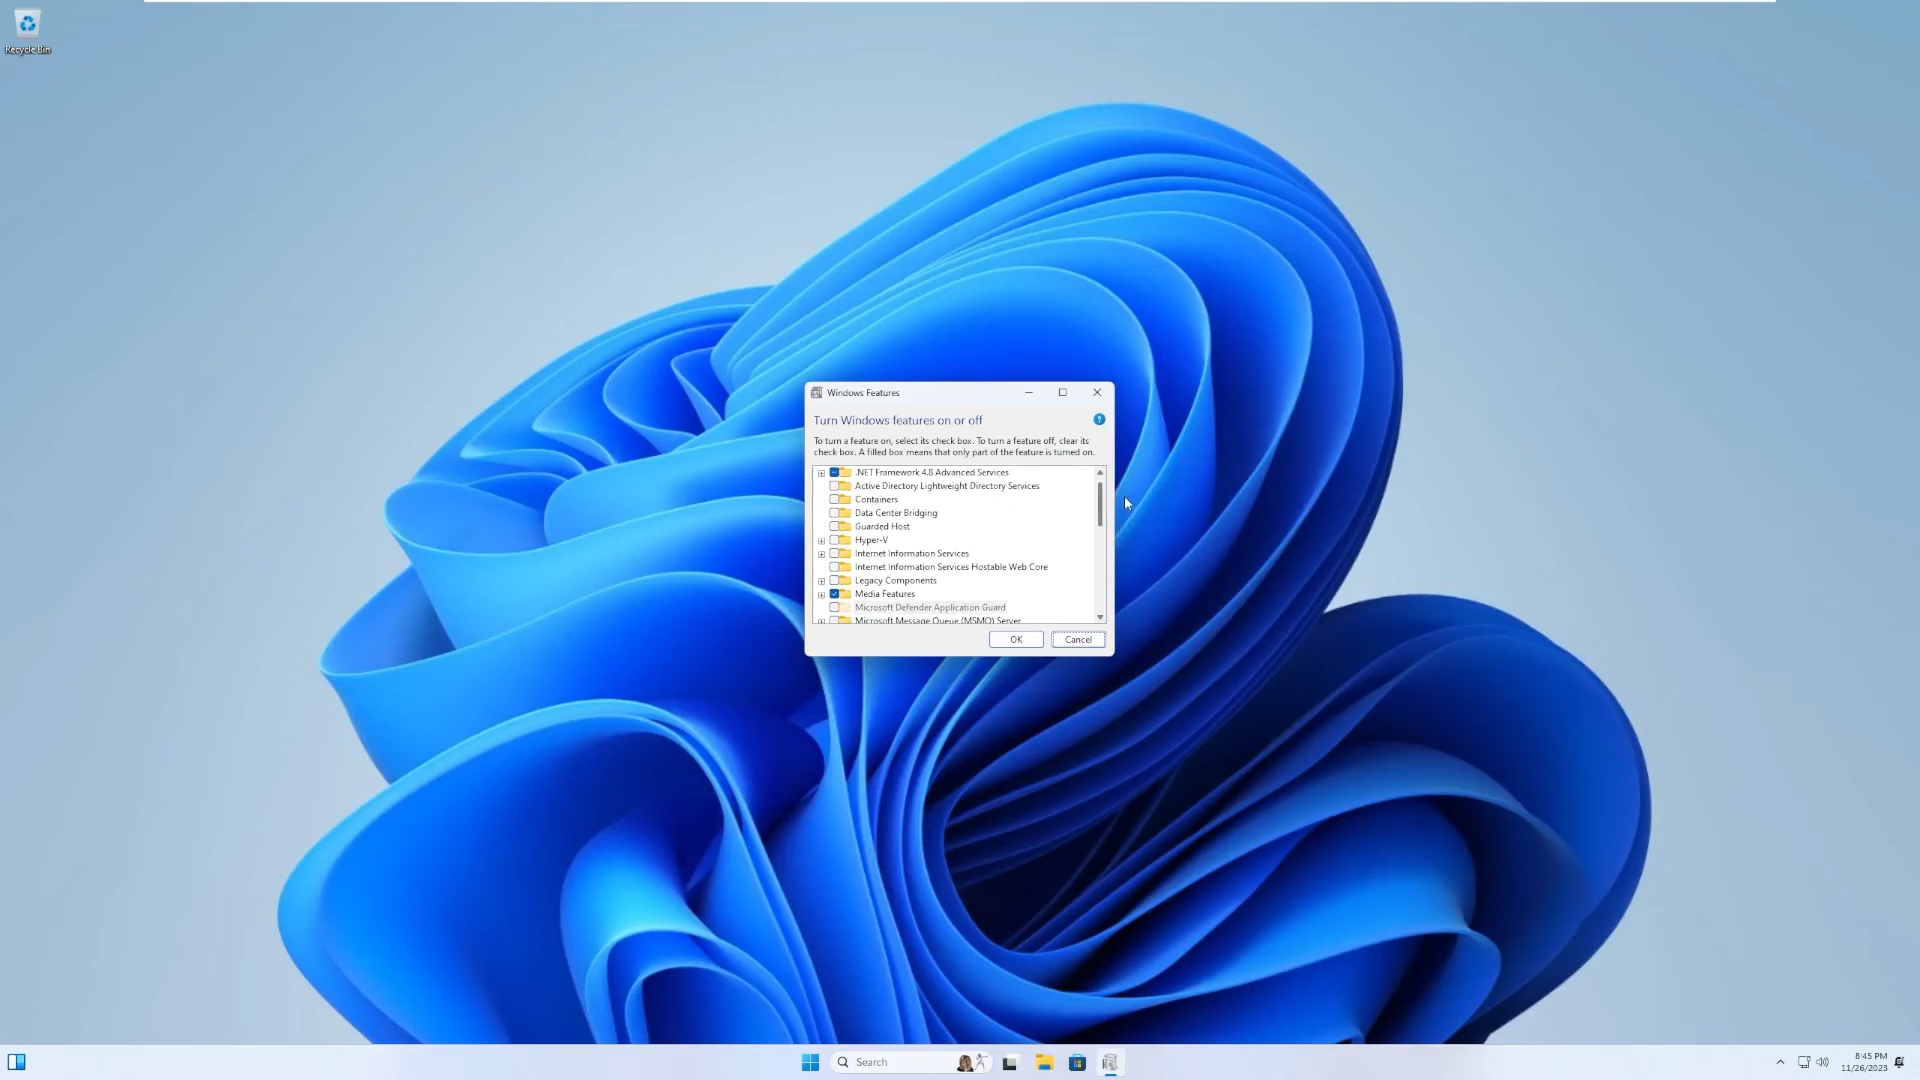 Recycle Bin
Windows Features
Turn Windows features on or off
To turn a feature on, select its check box. To turn a feature off, clear its
check box. A filled box means that only part of the feature is turned on.
.NET Framework 4.8 Advanced Services
Active Directory Lightweight Directory Services
Containers
Data Center Bridging
Guarded Host
Hyper-V
Internet Information Services
Internet Information Services Hostable Web Core
Legacy Components
Media Features
Microsoft Defender Application Guard
Microsoft Message Queue (MSMQ) Server
OK
Cancel
Search
8:45 PM
11/26/2023